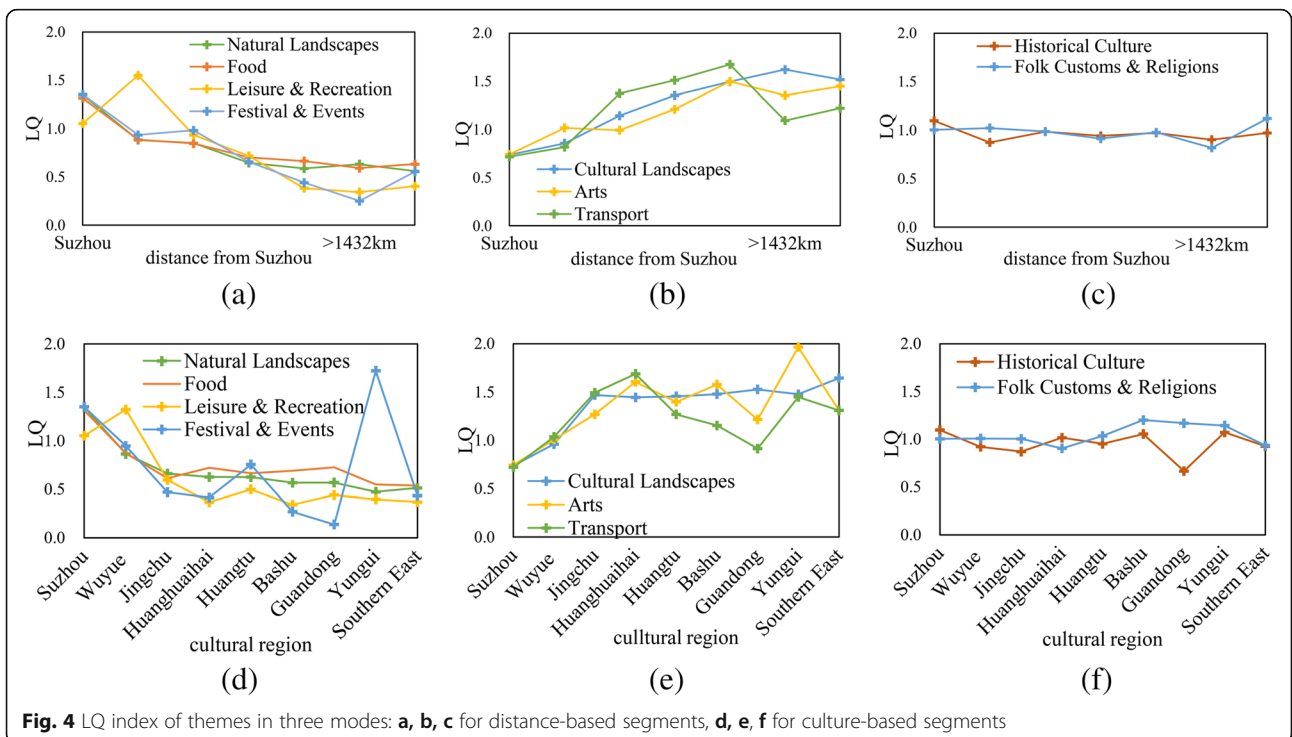 2.0
1.5
1.0
0.5
0.0
LQ
Natural Landscapes
Food
Leisure & Recreation
Festival & Events
Suzhou
>1432km
distance from Suzhou
(a)
2.0
1.5
1.0
0.5
0.0
LQ
Cultural Landscapes
Arts
Transport
Suzhou
>1432km
distance from Suzhou
(b)
2.0
1.5
1.0
0.5
0.0
LQ
Historical Culture
Folk Customs & Religions
Suzhou
>1432km
distance from Suzhou
(c)
2.0
1.5
1.0
0.5
0.0
LQ
Natural Landscapes
Food
Leisure & Recreation
Festival & Events
Suzhou
Wuyue
Jingchu
Huanghuaihai
Huangtu
Bashu
Guandong
Yungui
Southern East
cultural region
(d)
2.0
1.5
1.0
0.5
0.0
LQ
Cultural Landscapes
Arts
Transport
Suzhou
Wuyue
Jingchu
Huanghuaihai
Huangtu
Bashu
Guandong
Yungui
Southern East
culltural region
(e)
2.0
1.5
1.0
0.5
0.0
LQ
Historical Culture
Folk Customs & Religions
Suzhou
Wuyue
Jingchu
Huanghuaihai
Huangtu
Bashu
Guandong
Yungui
Southern East
cultural region
(f)
Fig. 4 LQ index of themes in three modes: a, b, c for distance-based segments, d, e, f for culture-based segments